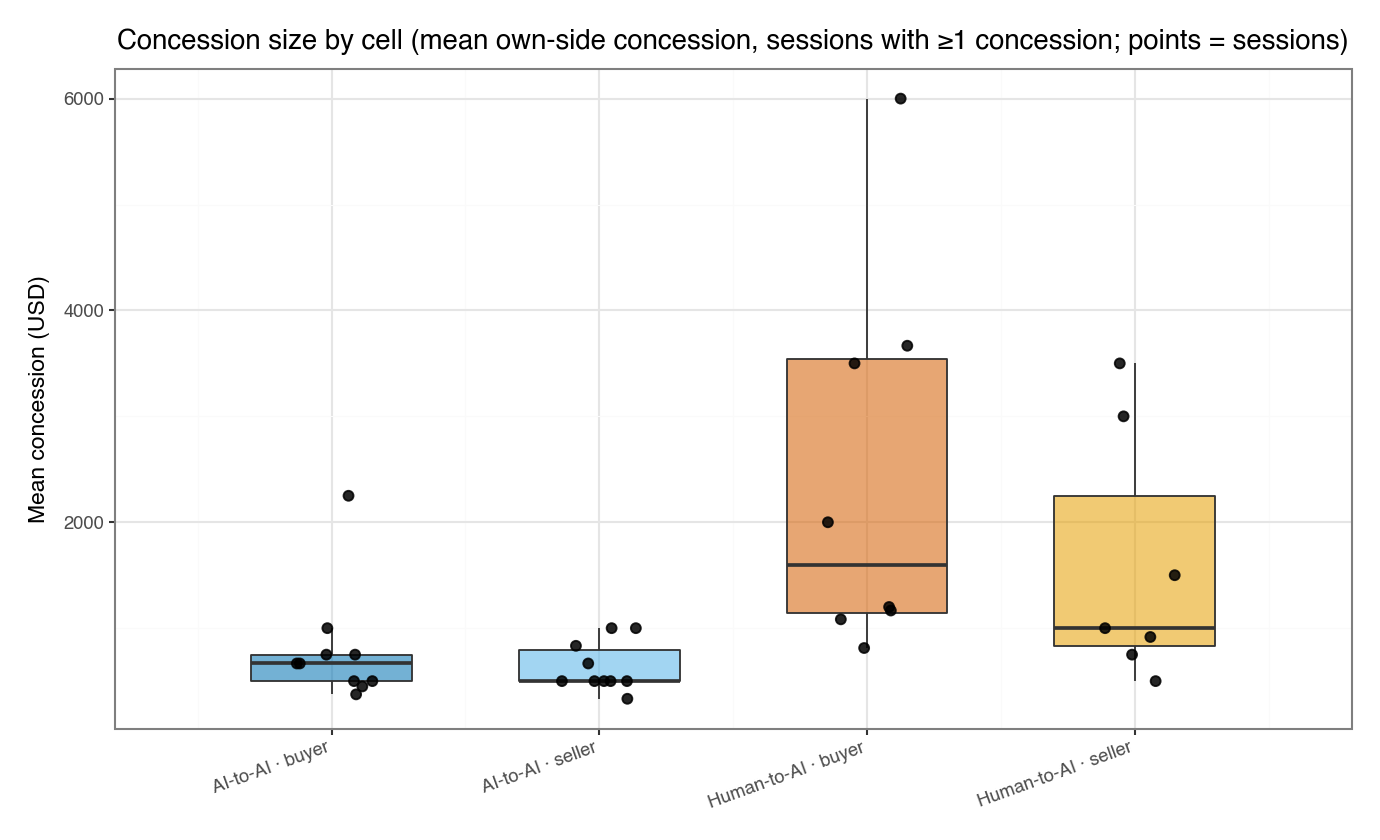 Concession size by cell (mean own-side concession, sessions with ≥1 concession; points = sessions)
Mean concession (USD)
6000
4000
2000
AI-to-AI · buyer
AI-to-AI · seller
Human-to-AI · buyer
Human-to-AI · seller